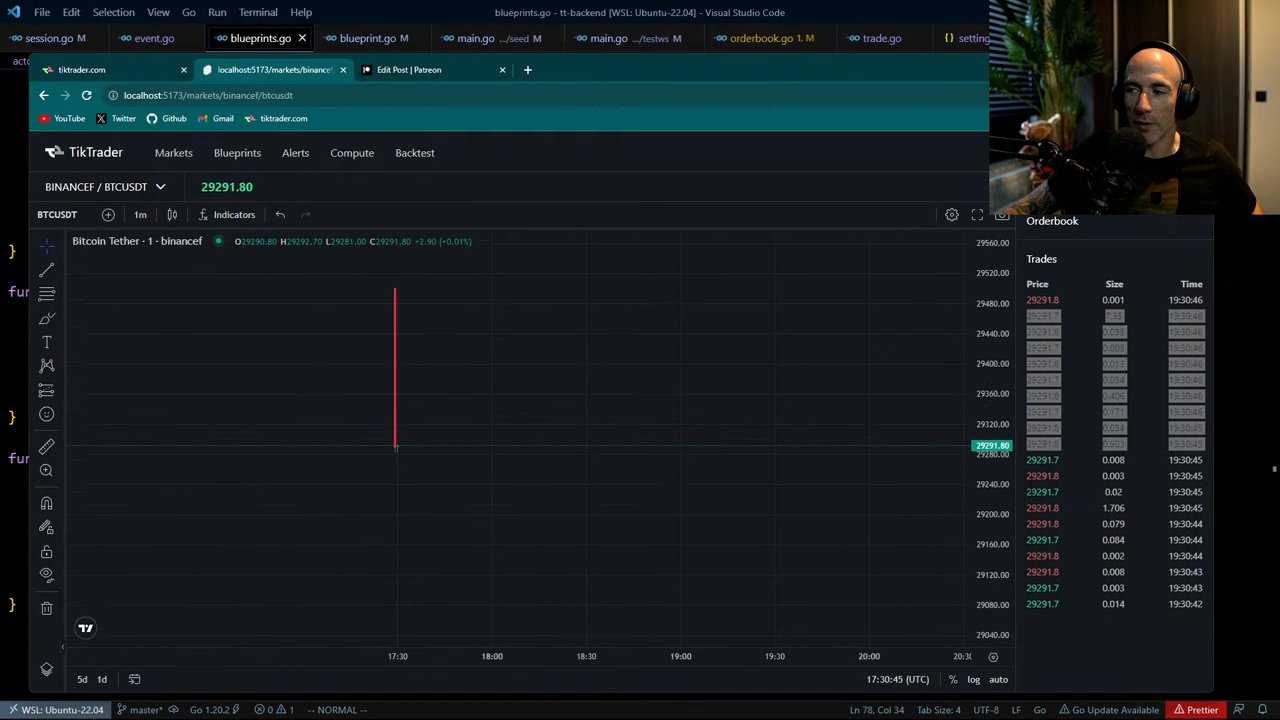 File Edit Selection View Go Run Terminal Help
blueprints.go - tt-backend [WSL: Ubuntu-22.04] - Visual Studio Code
session.go M event.go blueprints.go blueprint.go M main.go .../seed M main.go .../testws M orderbook.go 1, M trade.go
tiktrader.com localhost:5173/markets/binancef Edit Post | Patreon
localhost:5173/markets/binancef/btcusdt
YouTube Twitter Github Gmail tiktrader.com
TikTrader Markets Blueprints Alerts Compute Backtest
BINANCEF / BTCUSDT 29291.80
BTCUSDT 1m Indicators
Bitcoin Tether · 1 · binancef O29290.80 H29292.70 L29281.00 C29291.80 +2.90 (+0.01%)
}
}
}
29560.00
29520.00
29480.00
29440.00
29400.00
29360.00
29320.00
29291.80
29280.00
29240.00
29200.00
29160.00
29120.00
29080.00
29040.00
17:30 18:00 18:30 19:00 19:30 20:00
5d 1d 17:30:45 (UTC) % log auto
Orderbook
Trades
Price Size Time
29291.8 0.001 19:30:46
29291.7 0.008 19:30:45
29291.8 0.003 19:30:45
29291.7 0.02 19:30:45
29291.8 1.706 19:30:45
29291.8 0.079 19:30:44
29291.7 0.084 19:30:44
29291.8 0.002 19:30:44
29291.8 0.008 19:30:43
29291.7 0.003 19:30:43
29291.7 0.014 19:30:42
WSL: Ubuntu-22.04 master* Go 1.20.2 0 1 -- NORMAL -- Ln 78, Col 34 Tab Size: 4 UTF-8 LF Go Go Update Available Prettier